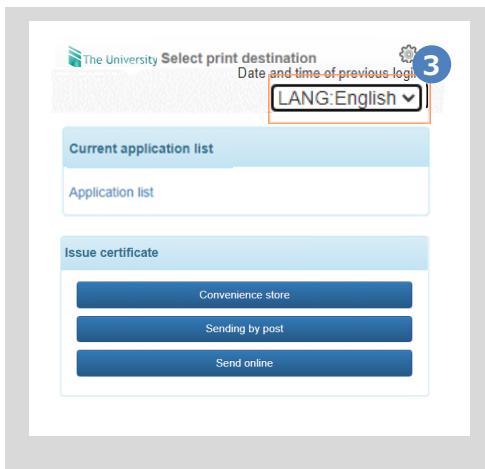 The University Select print destination
Date and time of previous login
3
LANG:English
Current application list
Application list
Issue certificate
Convenience store
Sending by post
Send online